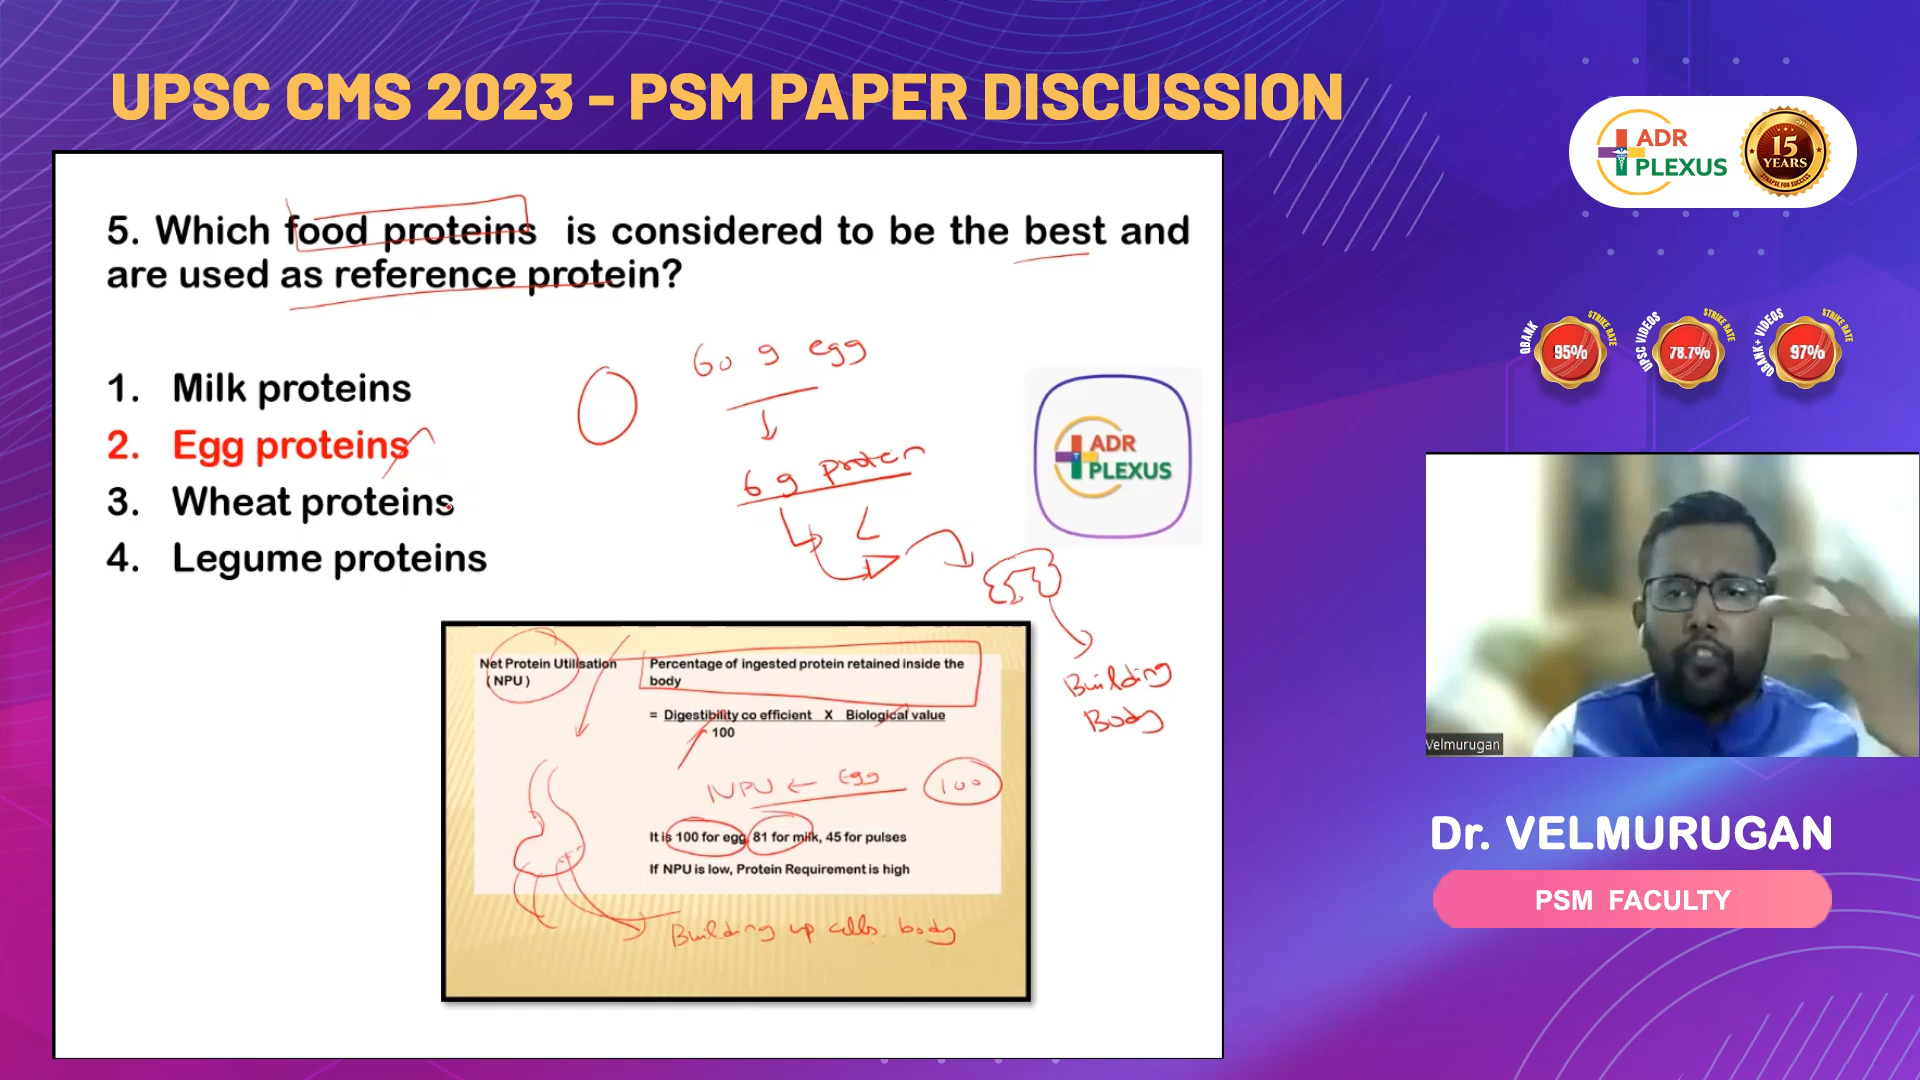 UPSC CMS 2023 - PSM PAPER DISCUSSION
ADR
PLEXUS
15
YEARS
SYNAPSE FOR SUCCESS
5. Which food proteins is considered to be the best and
are used as reference protein?
1. Milk proteins
2. Egg proteins
3. Wheat proteins
4. Legume proteins
60 g egg
6 g protein
Building
Body
ADR
PLEXUS
Net Protein Utilisation
(NPU)
Percentage of ingested protein retained inside the
body
= Digestibility co efficient X Biological value
100
NPU ← Egg 100
It is 100 for egg, 81 for milk, 45 for pulses
If NPU is low, Protein Requirement is high
Building up cells. body
QBANK
95%
STRIKE RATE
UPSC VIDEOS
78.7%
STRIKE RATE
QBANK+ VIDEOS
97%
STRIKE RATE
Velmurugan
Dr. VELMURUGAN
PSM FACULTY